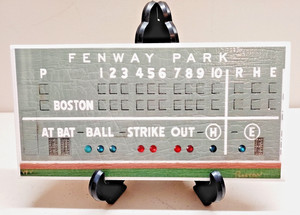 FENWAY PARK
P 1 2 3 4 5 6 7 8 9 10 R H E
BOSTON
AT BAT - BALL - STRIKE OUT - H - E